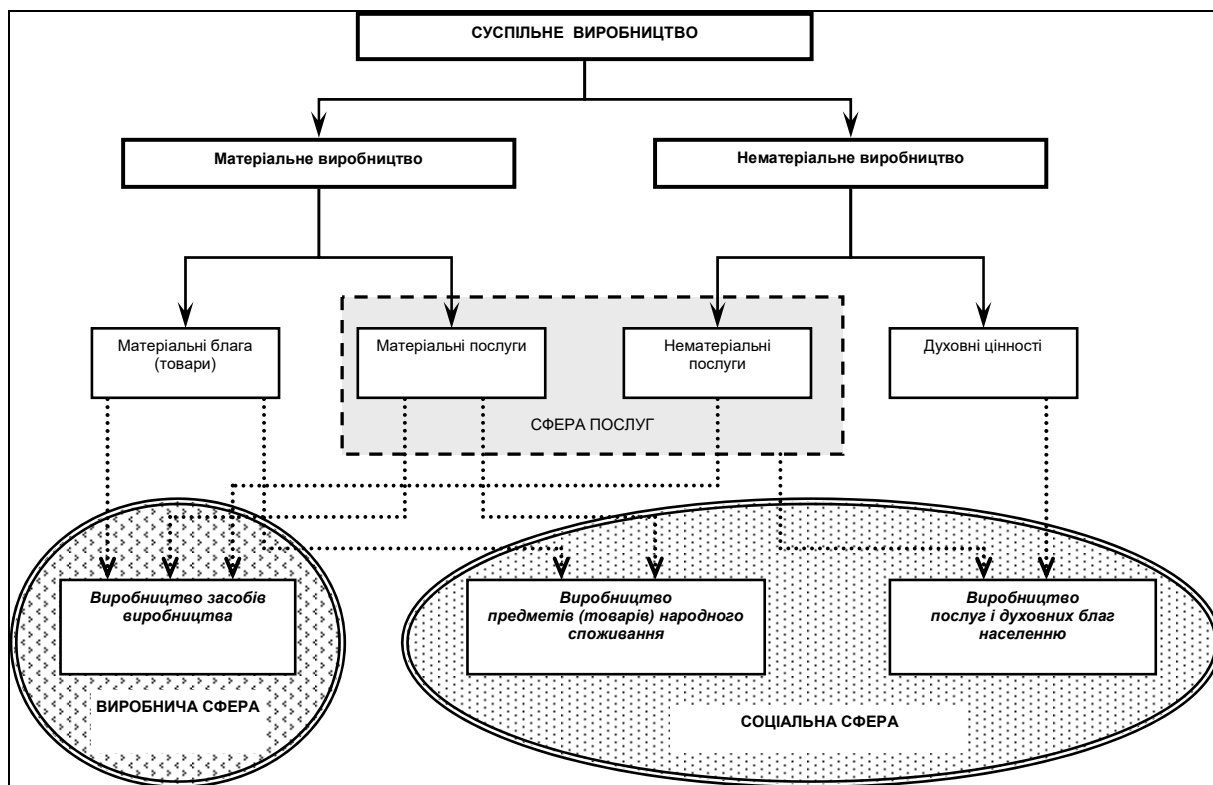 СУСПІЛЬНЕ ВИРОБНИЦТВО
Матеріальне виробництво
Нематеріальне виробництво
Матеріальні блага
(товари)
Матеріальні послуги
Нематеріальні
послуги
Духовні цінності
СФЕРА ПОСЛУГ
Виробництво засобів
виробництва
Виробництво
предметів (товарів) народного
споживання
Виробництво
послуг і духовних благ
населенню
ВИРОБНИЧА СФЕРА
СОЦІАЛЬНА СФЕРА